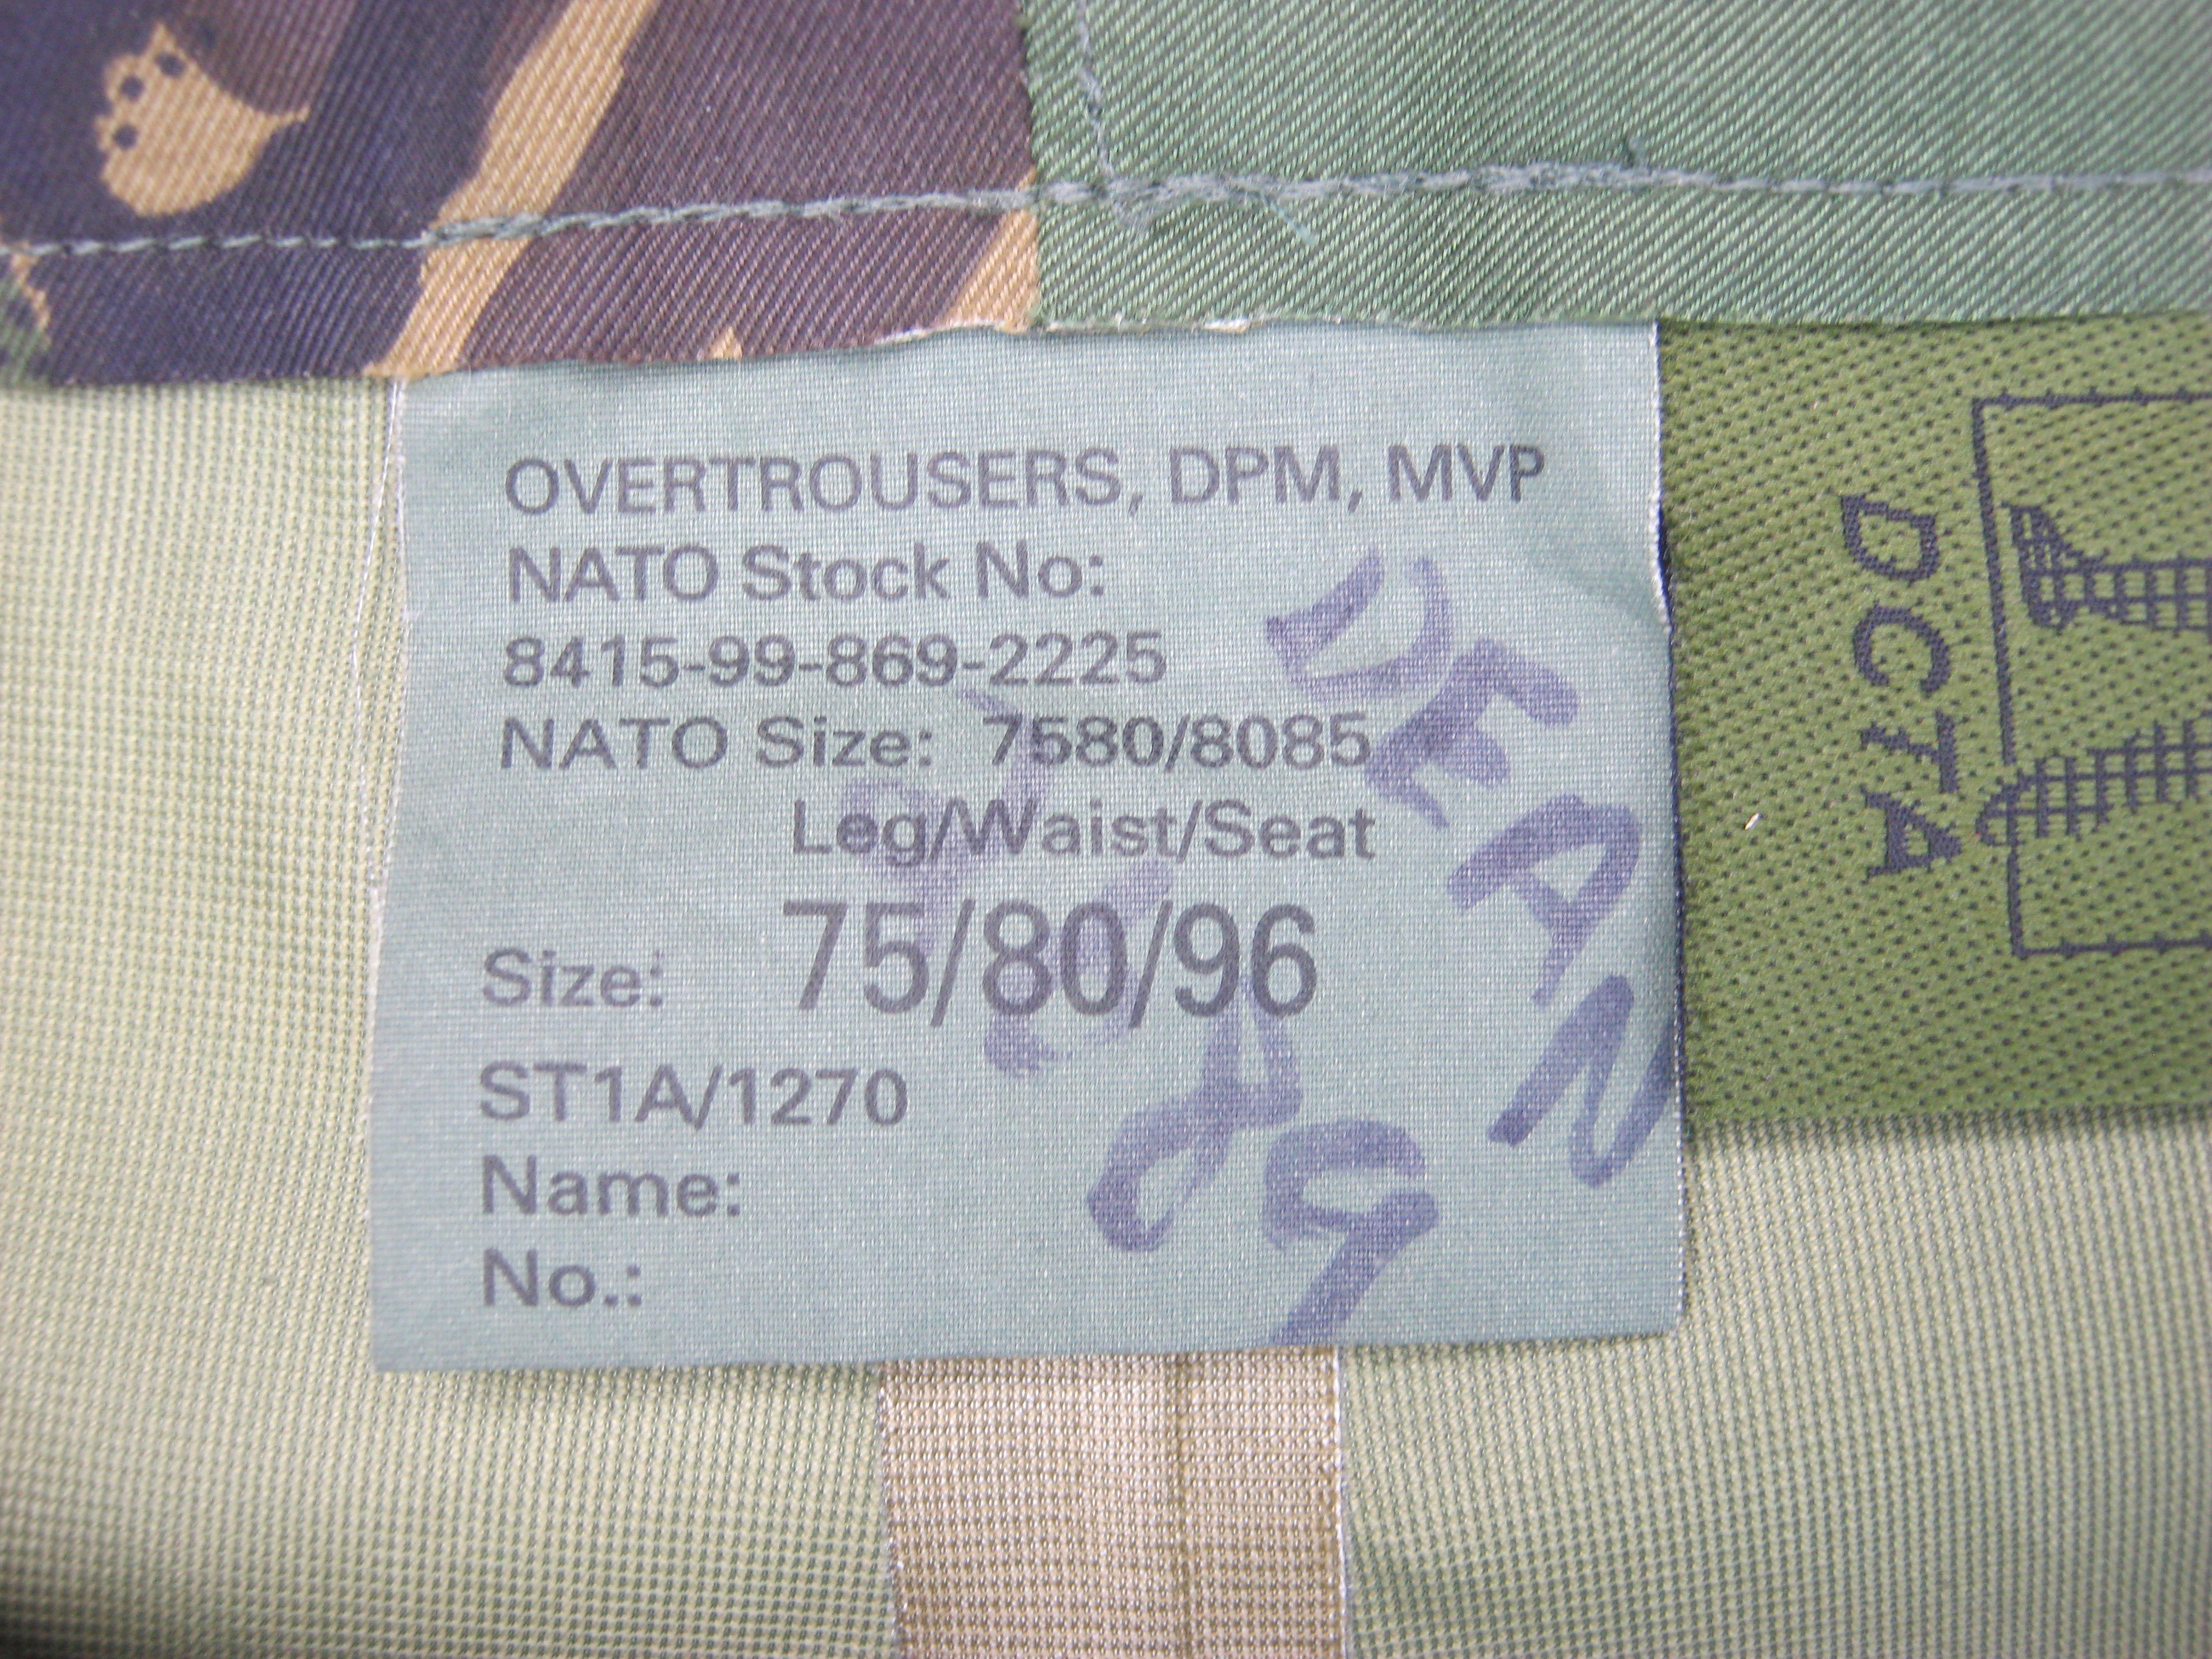 OVERTROUSERS, DPM, MVP
NATO Stock No:
8415-99-869-2225
NATO Size: 7580/8085
Leg/Waist/Seat
Size: 75/80/96
ST1A/1270
Name:
No.:
DEAN
DCTA